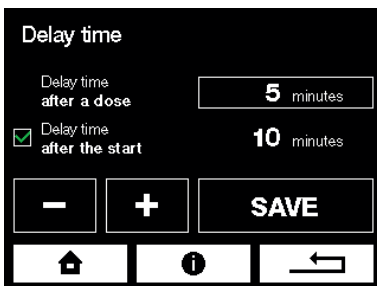 Delay time
Delay time
after a dose
5 minutes
Delay time
after the start
10 minutes
− + SAVE
i